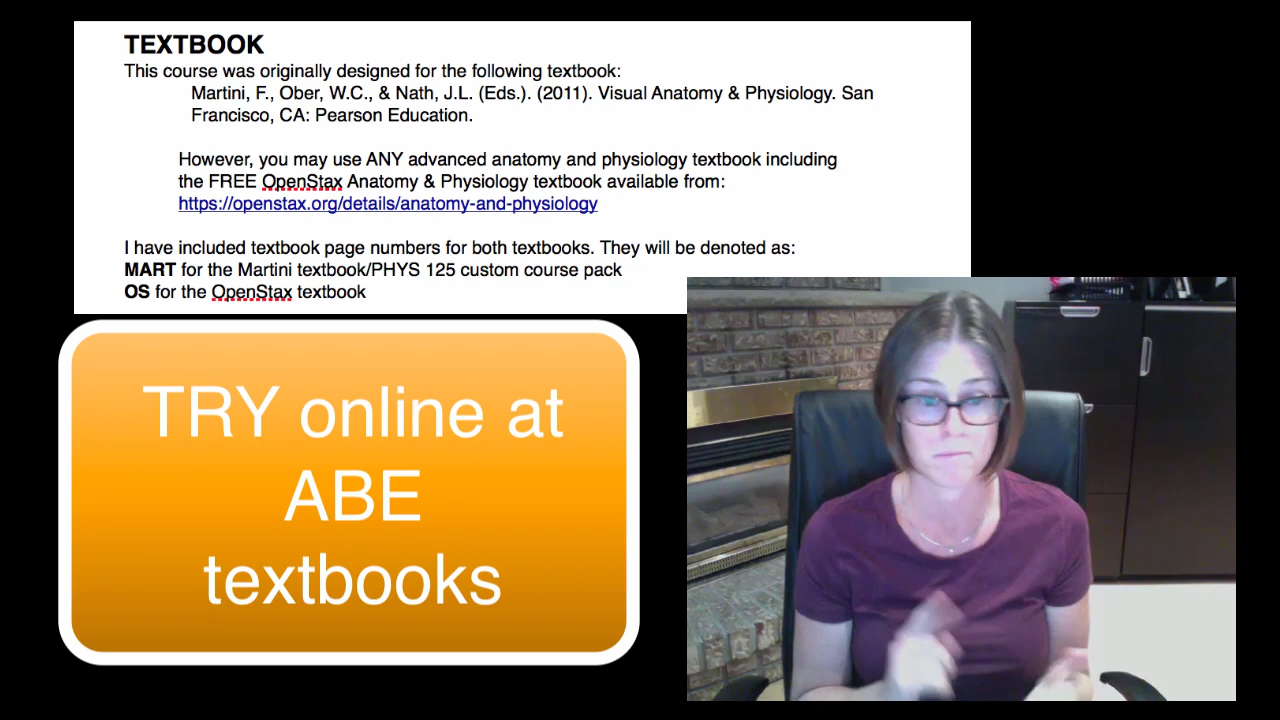 TEXTBOOK
This course was originally designed for the following textbook:
Martini, F., Ober, W.C., & Nath, J.L. (Eds.). (2011). Visual Anatomy & Physiology. San
Francisco, CA: Pearson Education.
However, you may use ANY advanced anatomy and physiology textbook including
the FREE OpenStax Anatomy & Physiology textbook available from:
https://openstax.org/details/anatomy-and-physiology
I have included textbook page numbers for both textbooks. They will be denoted as:
MART for the Martini textbook/PHYS 125 custom course pack
OS for the OpenStax textbook
TRY online at
ABE
textbooks